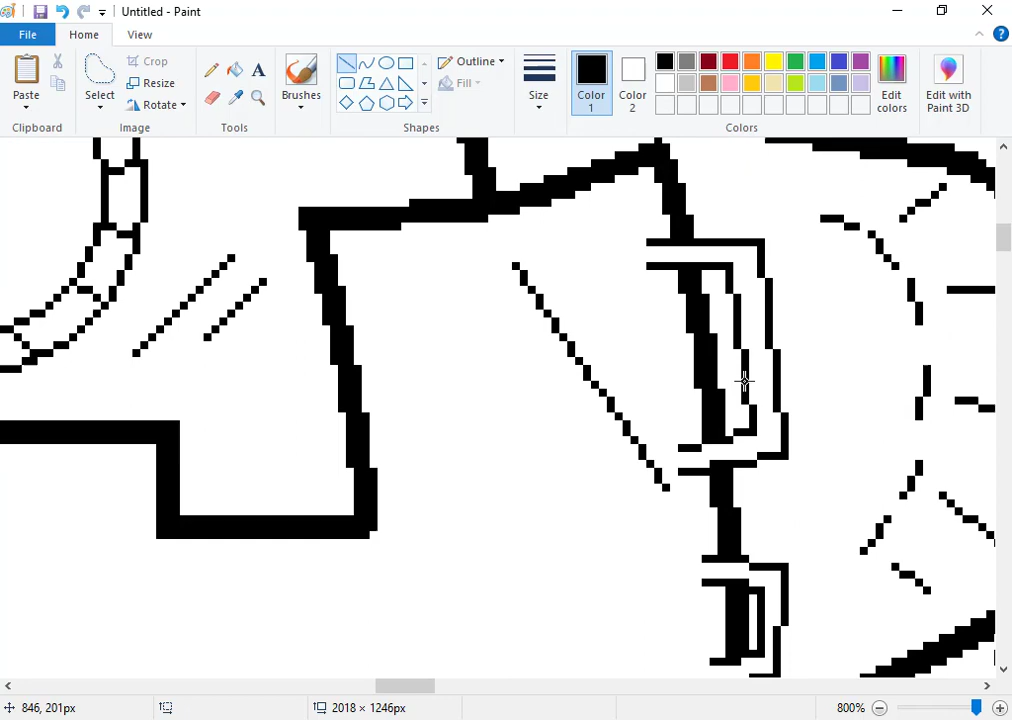 Untitled - Paint
File Home View
Paste
Clipboard
Select
Crop
Resize
Rotate
Image
Tools
Brushes
Outline
Fill
Shapes
Size
Color 1
Color 2
Colors
Edit colors
Edit with Paint 3D
846, 201px
2018 × 1246px
800%